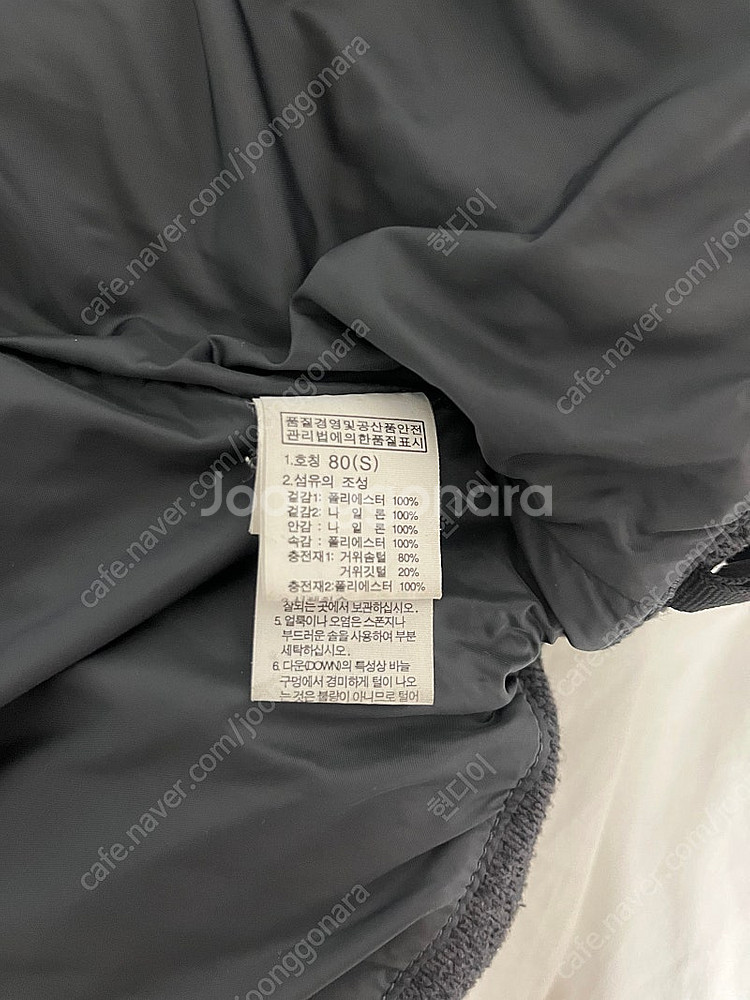 품질경영및공산품안전
관리법에의한품질표시
1.호칭 80(S)
2.섬유의 조성
겉감1: 폴리에스터 100%
겉감2: 나 일 론 100%
안감 : 나 일 론 100%
속감 : 폴리에스터 100%
충전재1: 거위솜털 80%
거위깃털 20%
충전재2:폴리에스터 100%
잘되는 곳에서 보관하십시오.
5. 얼룩이나 오염은 스폰지나
부드러운 솔을 사용하여 부분
세탁하십시오.
6. 다운(DOWN)의 특성상 바늘
구멍에서 경미하게 털이 나오
는 것은 불량이 아니므로 털어
Joonggonara
cafe.naver.com/joonggonara
현디이